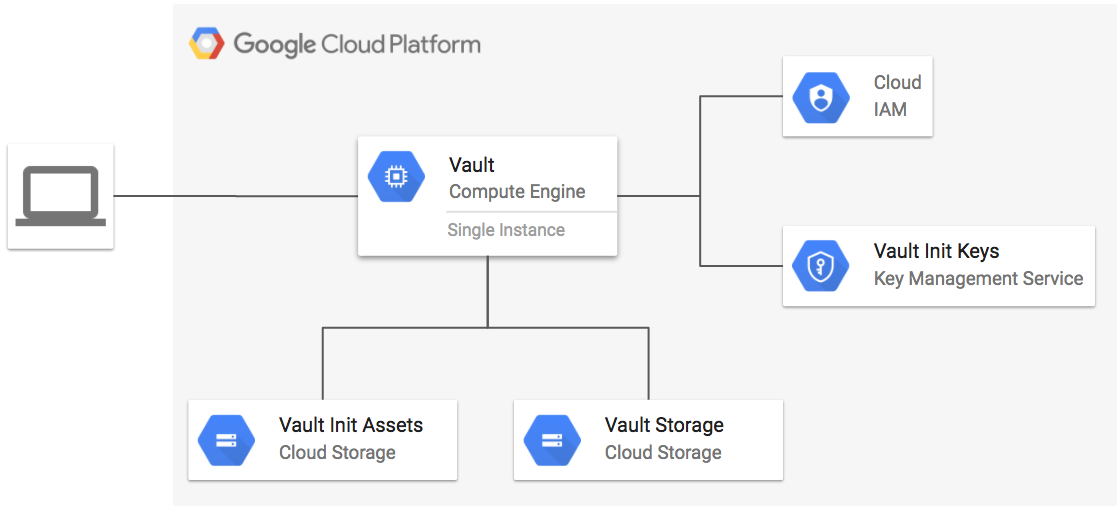 Google Cloud Platform
Cloud
IAM
Vault
Compute Engine
Single Instance
Vault Init Keys
Key Management Service
Vault Init Assets
Cloud Storage
Vault Storage
Cloud Storage